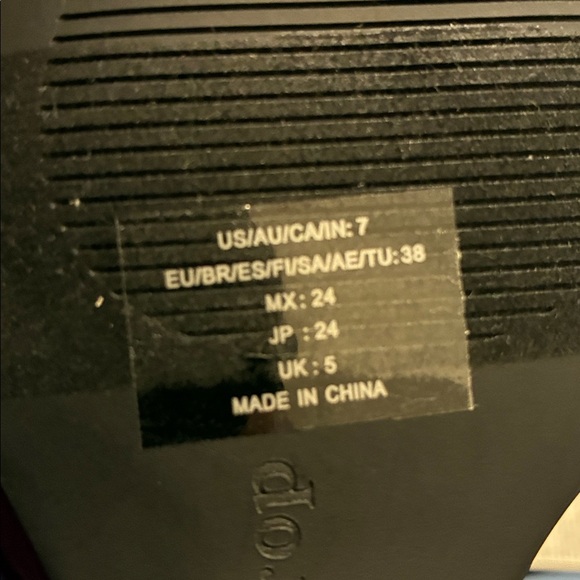 US/AU/CA/IN: 7
EU/BR/ES/FI/SA/AE/TU: 38
MX : 24
JP : 24
UK : 5
MADE IN CHINA